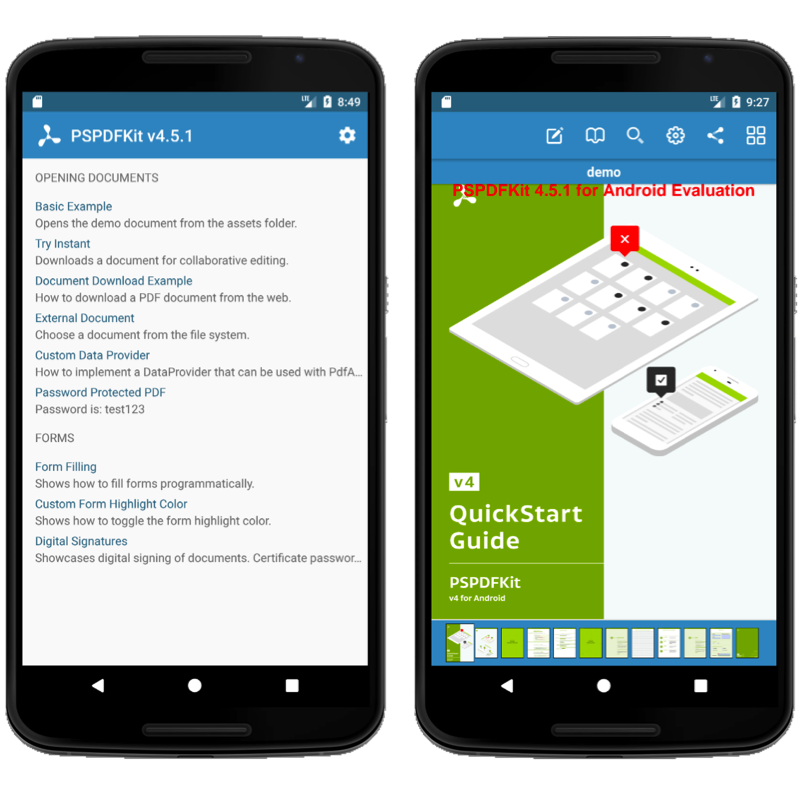 LTE 8:49
PSPDFKit v4.5.1
OPENING DOCUMENTS
Basic Example
Opens the demo document from the assets folder.
Try Instant
Downloads a document for collaborative editing.
Document Download Example
How to download a PDF document from the web.
External Document
Choose a document from the file system.
Custom Data Provider
How to implement a DataProvider that can be used with PdfA...
Password Protected PDF
Password is: test123
FORMS
Form Filling
Shows how to fill forms programmatically.
Custom Form Highlight Color
Shows how to toggle the form highlight color.
Digital Signatures
Showcases digital signing of documents. Certificate passwor...
LTE 9:27
demo
PSPDFKit 4.5.1 for Android Evaluation
v4
QuickStart
Guide
PSPDFKit
v4 for Android